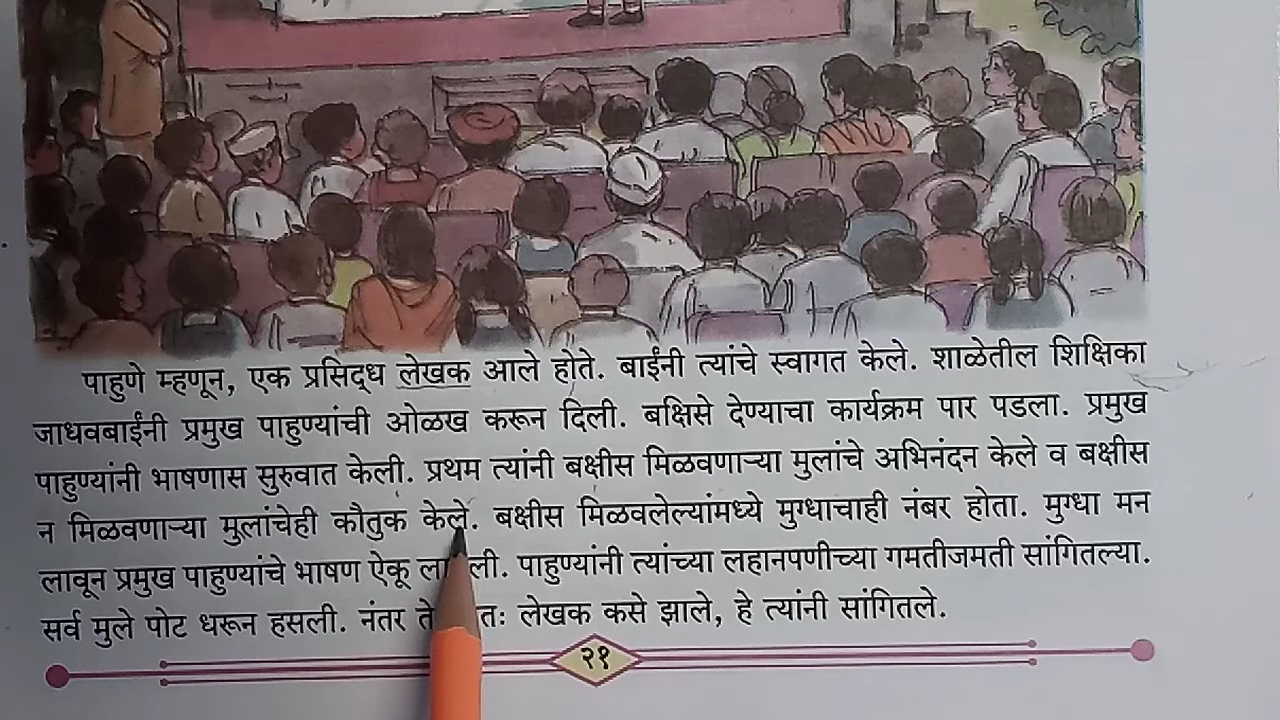 पाहुणे म्हणून, एक प्रसिद्ध लेखक आले होते. बाईंनी त्यांचे स्वागत केले. शाळेतील शिक्षिका
जाधवबाईंनी प्रमुख पाहुण्यांची ओळख करून दिली. बक्षिसे देण्याचा कार्यक्रम पार पडला. प्रमुख
पाहुण्यांनी भाषणास सुरुवात केली. प्रथम त्यांनी बक्षीस मिळवणाऱ्या मुलांचे अभिनंदन केले व बक्षीस
न मिळवणाऱ्या मुलांचेही कौतुक केले. बक्षीस मिळवलेल्यांमध्ये मुग्धाचाही नंबर होता. मुग्धा मन
लावून प्रमुख पाहुण्यांचे भाषण ऐकू पाहुण्यांनी त्यांच्या लहानपणीच्या गमतीजमती सांगितल्या.
सर्व मुले पोट धरून हसली. नंतर लेखक कसे झाले, हे त्यांनी सांगितले.
२१